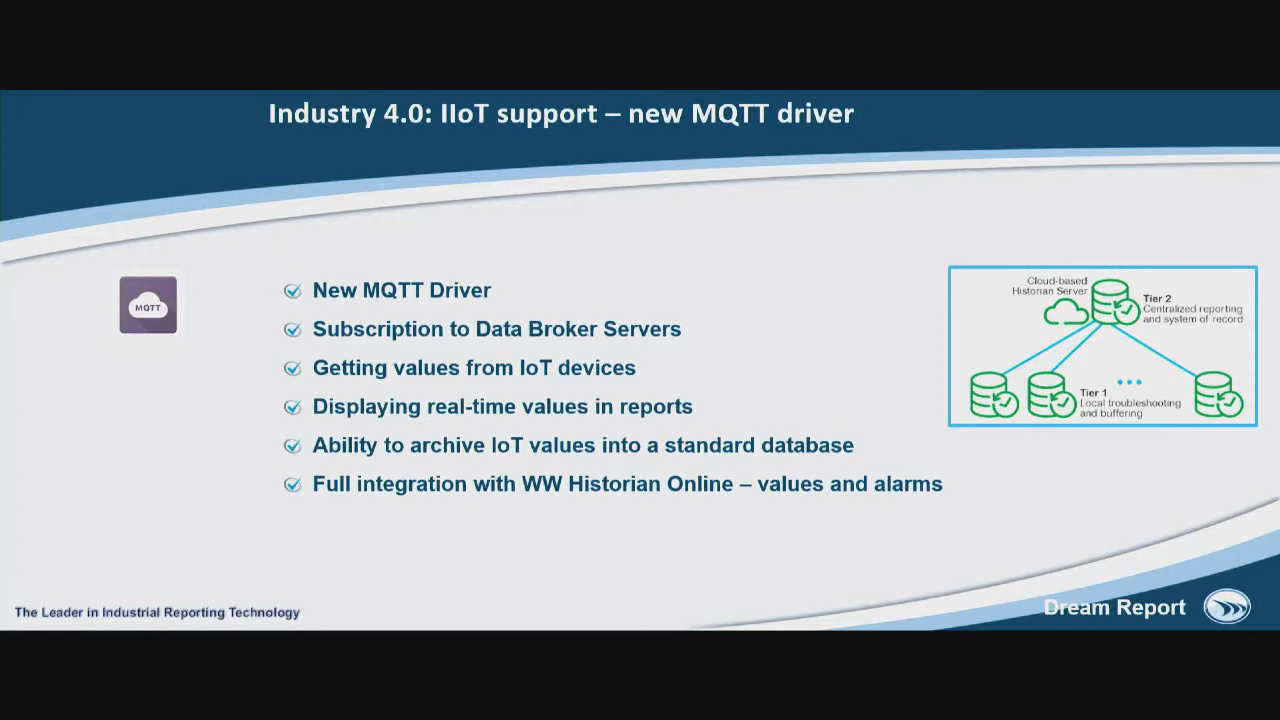 Industry 4.0: IIoT support – new MQTT driver
MQTT
New MQTT Driver
Subscription to Data Broker Servers
Getting values from IoT devices
Displaying real-time values in reports
Ability to archive IoT values into a standard database
Full integration with WW Historian Online – values and alarms
Cloud-based
Historian Server
Tier 2
Centralized reporting
and system of record
Tier 1
Local troubleshooting
and buffering
The Leader in Industrial Reporting Technology
Dream Report